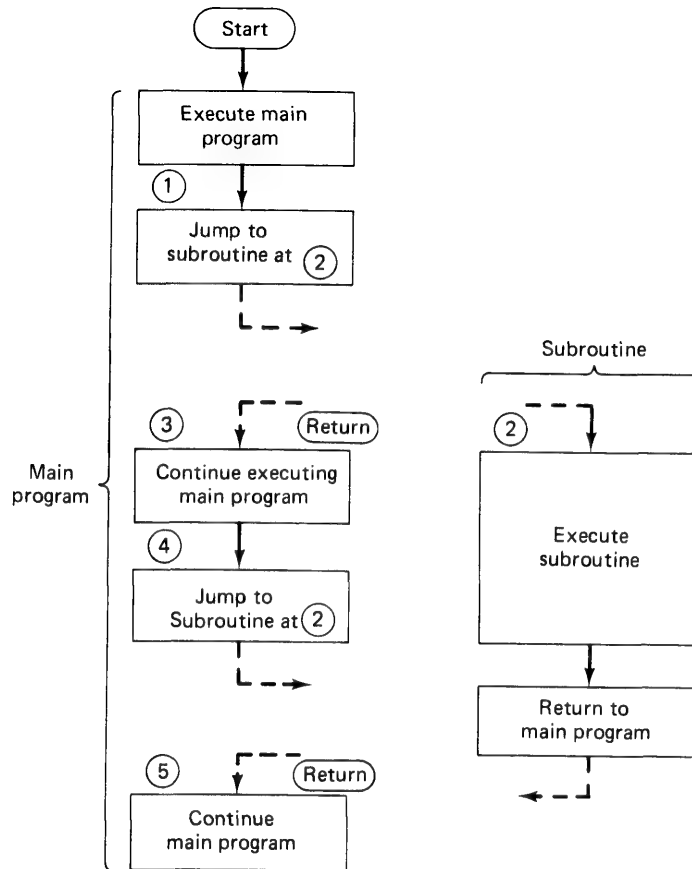 Start
Execute main
program
1
Jump to
subroutine at 2
Return
3
Continue executing
main program
4
Jump to
Subroutine at 2
Return
5
Continue
main program
Main
program
Subroutine
2
Execute
subroutine
Return to
main program